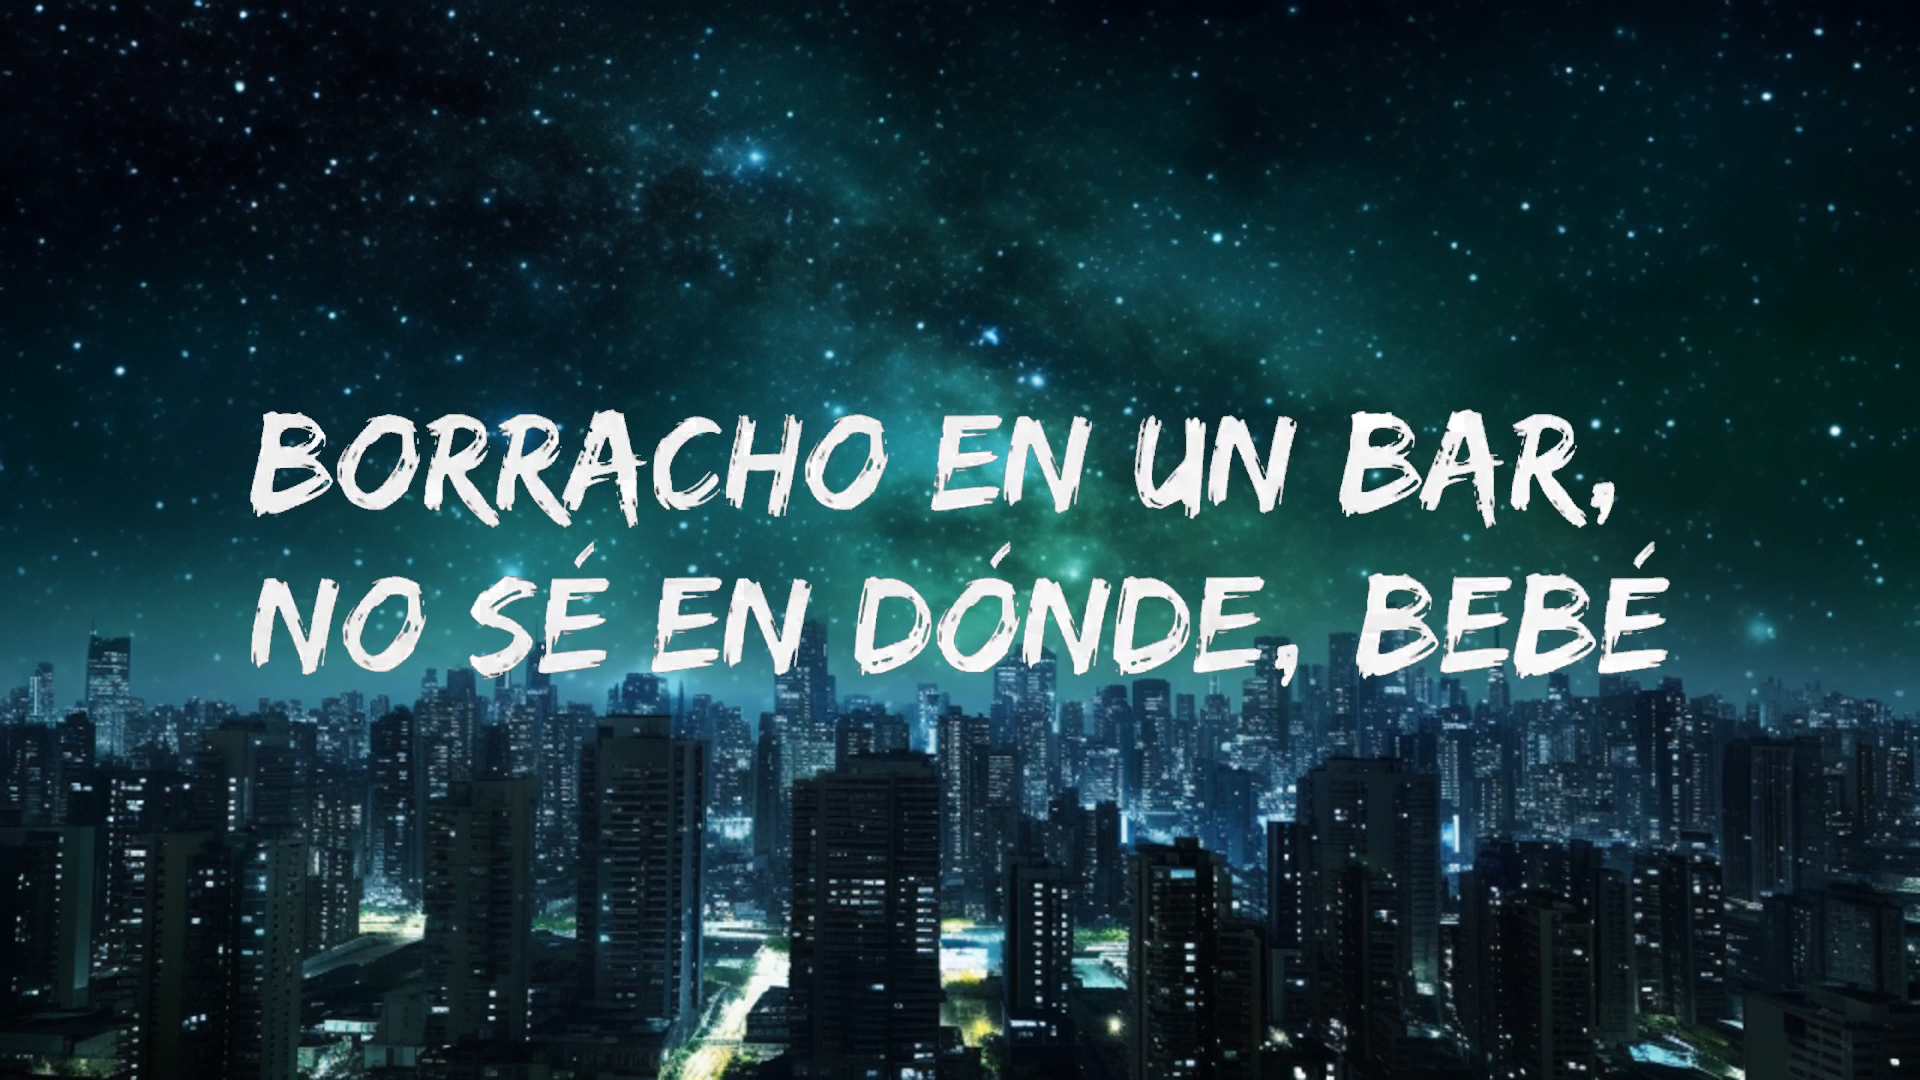 BORRACHO EN UN BAR,
NO SÉ EN DÓNDE, BEBÉ